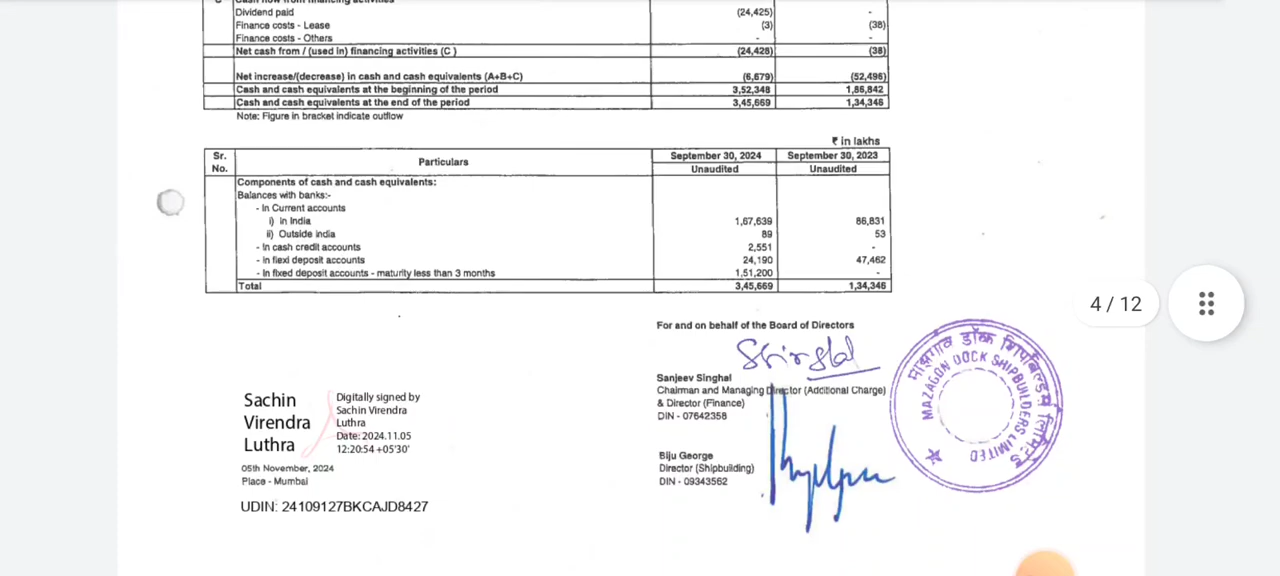 Dividend paid (24,425) -
Finance costs - Lease (3) (38)
Finance costs - Others - -
Net cash from / (used in) financing activities (C ) (24,428) (38)
Net increase/(decrease) in cash and cash equivalents (A+B+C) (6,679) (52,496)
Cash and cash equivalents at the beginning of the period 3,52,348 1,86,842
Cash and cash equivalents at the end of the period 3,45,669 1,34,346
Note: Figure in bracket indicate outflow
₹ in lakhs
Sr. No. Particulars September 30, 2024 September 30, 2023
Unaudited Unaudited
Components of cash and cash equivalents:
Balances with banks:-
- In Current accounts
i) In India 1,67,639 86,831
ii) Outside india 89 53
- In cash credit accounts 2,551 -
- In flexi deposit accounts 24,190 47,462
- In fixed deposit accounts - maturity less than 3 months 1,51,200 -
Total 3,45,669 1,34,346
4 / 12
For and on behalf of the Board of Directors
Sanjeev Singhal
Chairman and Managing Director (Additional Charge)
& Director (Finance)
DIN - 07642358
Biju George
Director (Shipbuilding)
DIN - 09343562
माझगाव डॉक शिपबिल्डर्स लिमिटेड
MAZAGON DOCK SHIPBUILDERS LIMITED
Sachin
Virendra
Luthra
Digitally signed by
Sachin Virendra
Luthra
Date: 2024.11.05
12:20:54 +05'30'
05th November, 2024
Place - Mumbai
UDIN: 24109127BKCAJD8427